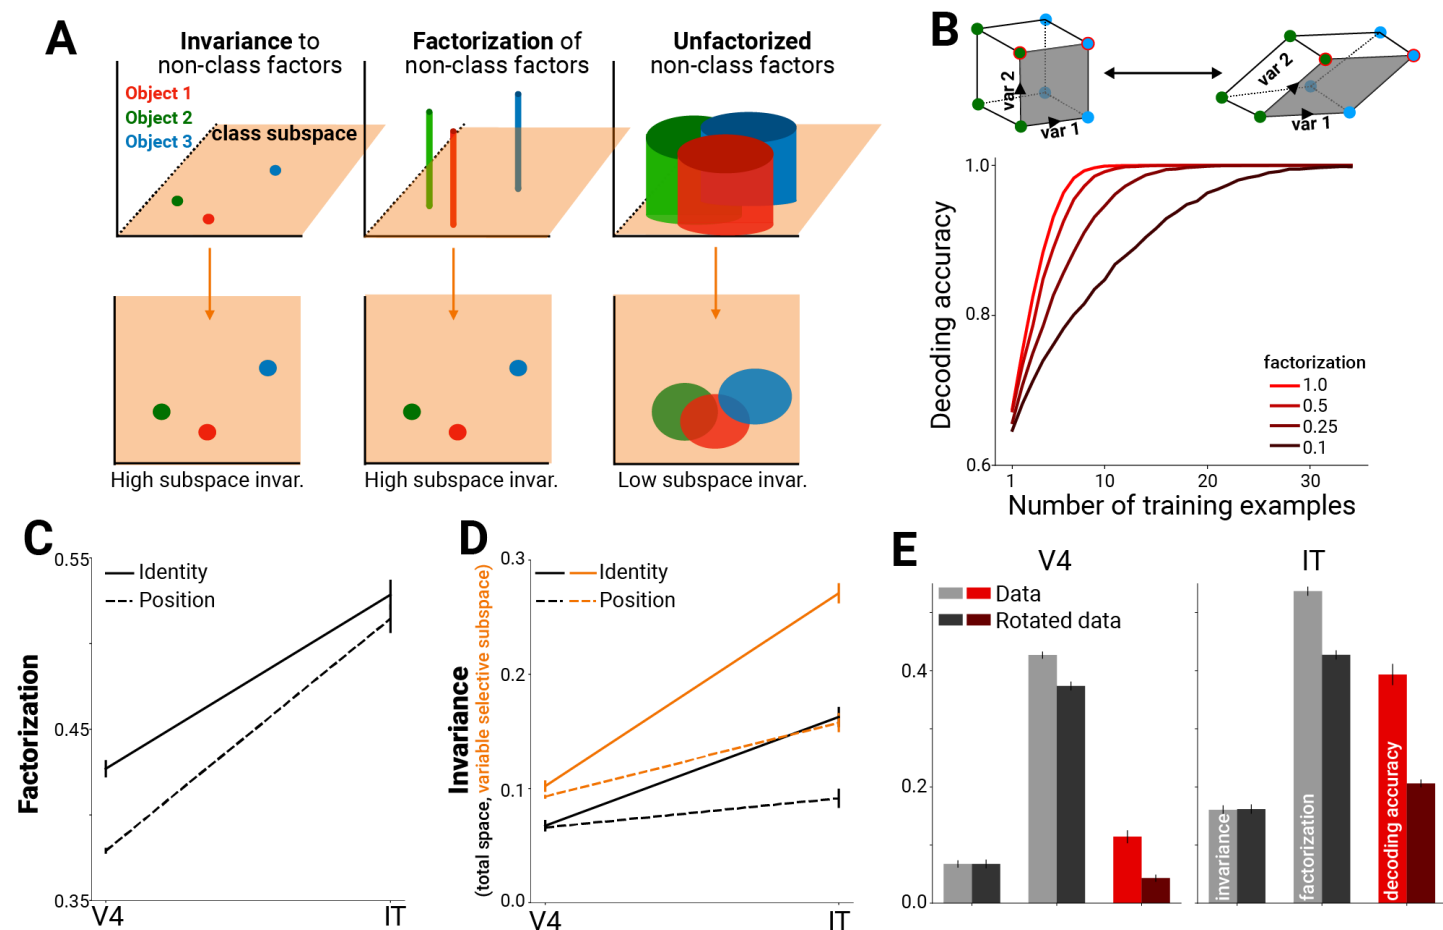 A
Invariance to
non-class factors
Object 1
Object 2
Object 3
class subspace
High subspace invar.
Factorization of
non-class factors
High subspace invar.
Unfactorized
non-class factors
Low subspace invar.
B
var 2
var 1
var 2
var 1
Decoding accuracy
1.0
0.8
0.6
factorization
1.0
0.5
0.25
0.1
1
10
20
30
Number of training examples
C
Factorization
0.55
0.45
0.35
Identity
Position
V4
IT
D
Invariance
(total space, variable selective subspace)
0.3
0.2
0.1
0.0
Identity
Position
V4
IT
E
V4
IT
Data
Rotated data
0.4
0.2
0.0
invariance
factorization
decoding accuracy